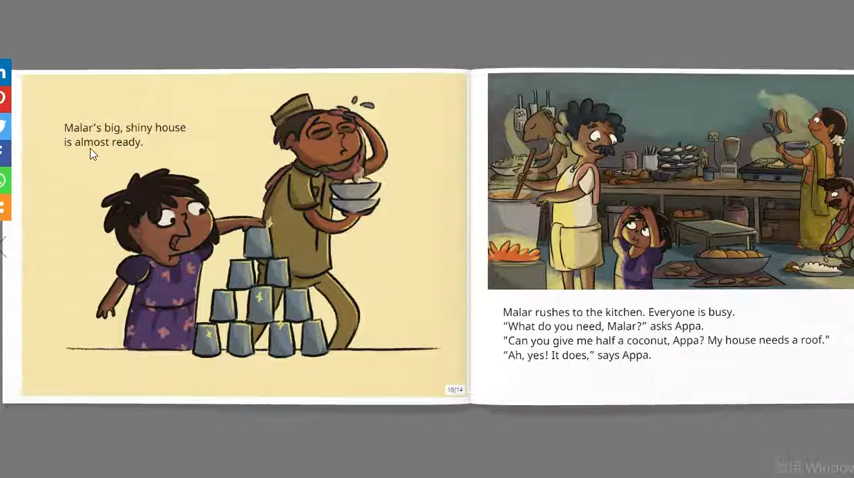 Malar's big, shiny house
is almost ready.
10/14
Malar rushes to the kitchen. Everyone is busy.
“What do you need, Malar?” asks Appa.
"Can you give me half a coconut, Appa? My house needs a roof."
“Ah, yes! It does,” says Appa.